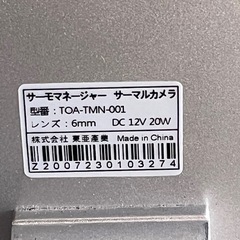 サーモマネージャー サーマルカメラ
型番: TOA-TMN-001
レンズ: 6mm DC 12V 20W
株式会社 東亜産業 Made in China
Z200723010３274